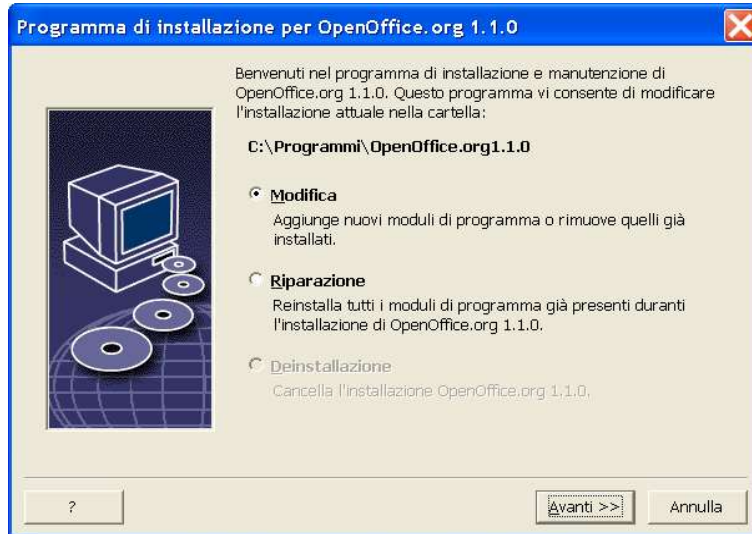 Programma di installazione per OpenOffice.org 1.1.0
Benvenuti nel programma di installazione e manutenzione di
OpenOffice.org 1.1.0. Questo programma vi consente di modificare
l'installazione attuale nella cartella:
C:\Programmi\OpenOffice.org1.1.0
Modifica
Aggiunge nuovi moduli di programma o rimuove quelli già
installati.
Riparazione
Reinstalla tutti i moduli di programma già presenti duranti
l'installazione di OpenOffice.org 1.1.0.
Deinstallazione
Cancella l'installazione OpenOffice.org 1.1.0.
?
Avanti >>
Annulla